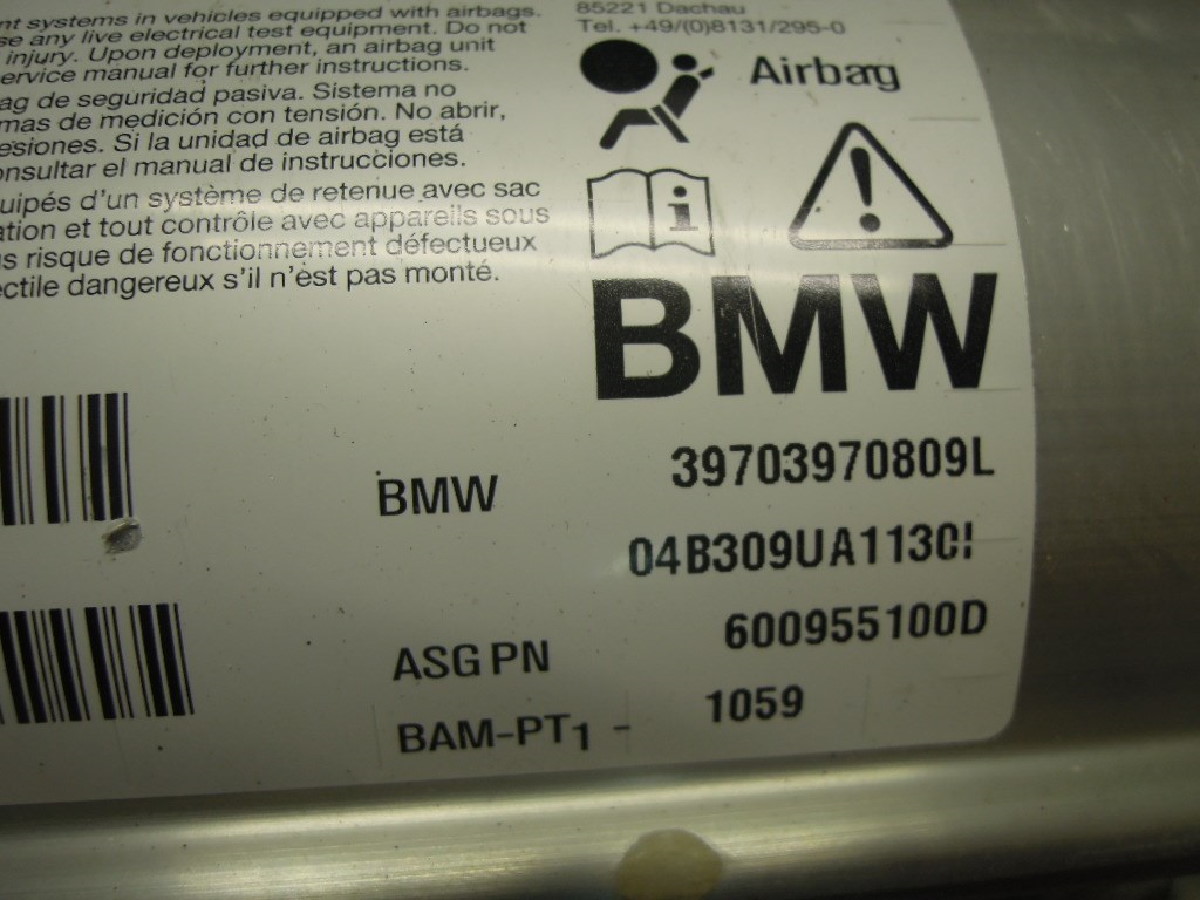 nt systems in vehicles equipped with airbags.
se any live electrical test equipment. Do not
injury. Upon deployment, an airbag unit
ervice manual for further instructions.
ag de seguridad pasiva. Sistema no
mas de medición con tensión. No abrir,
esiones. Si la unidad de airbag está
onsultar el manual de instrucciones.
uipés d'un système de retenue avec sac
ation et tout contrôle avec appareils sous
us risque de fonctionnement défectueux
ectile dangereux s'il n'èst pas monté.
85221 Dachau
Tel. +49/(0)8131/295-0
Airbag
i
BMW
BMW 39703970809L
04B309UA113C!
ASG PN 600955100D
BAM-PT1 - 1059